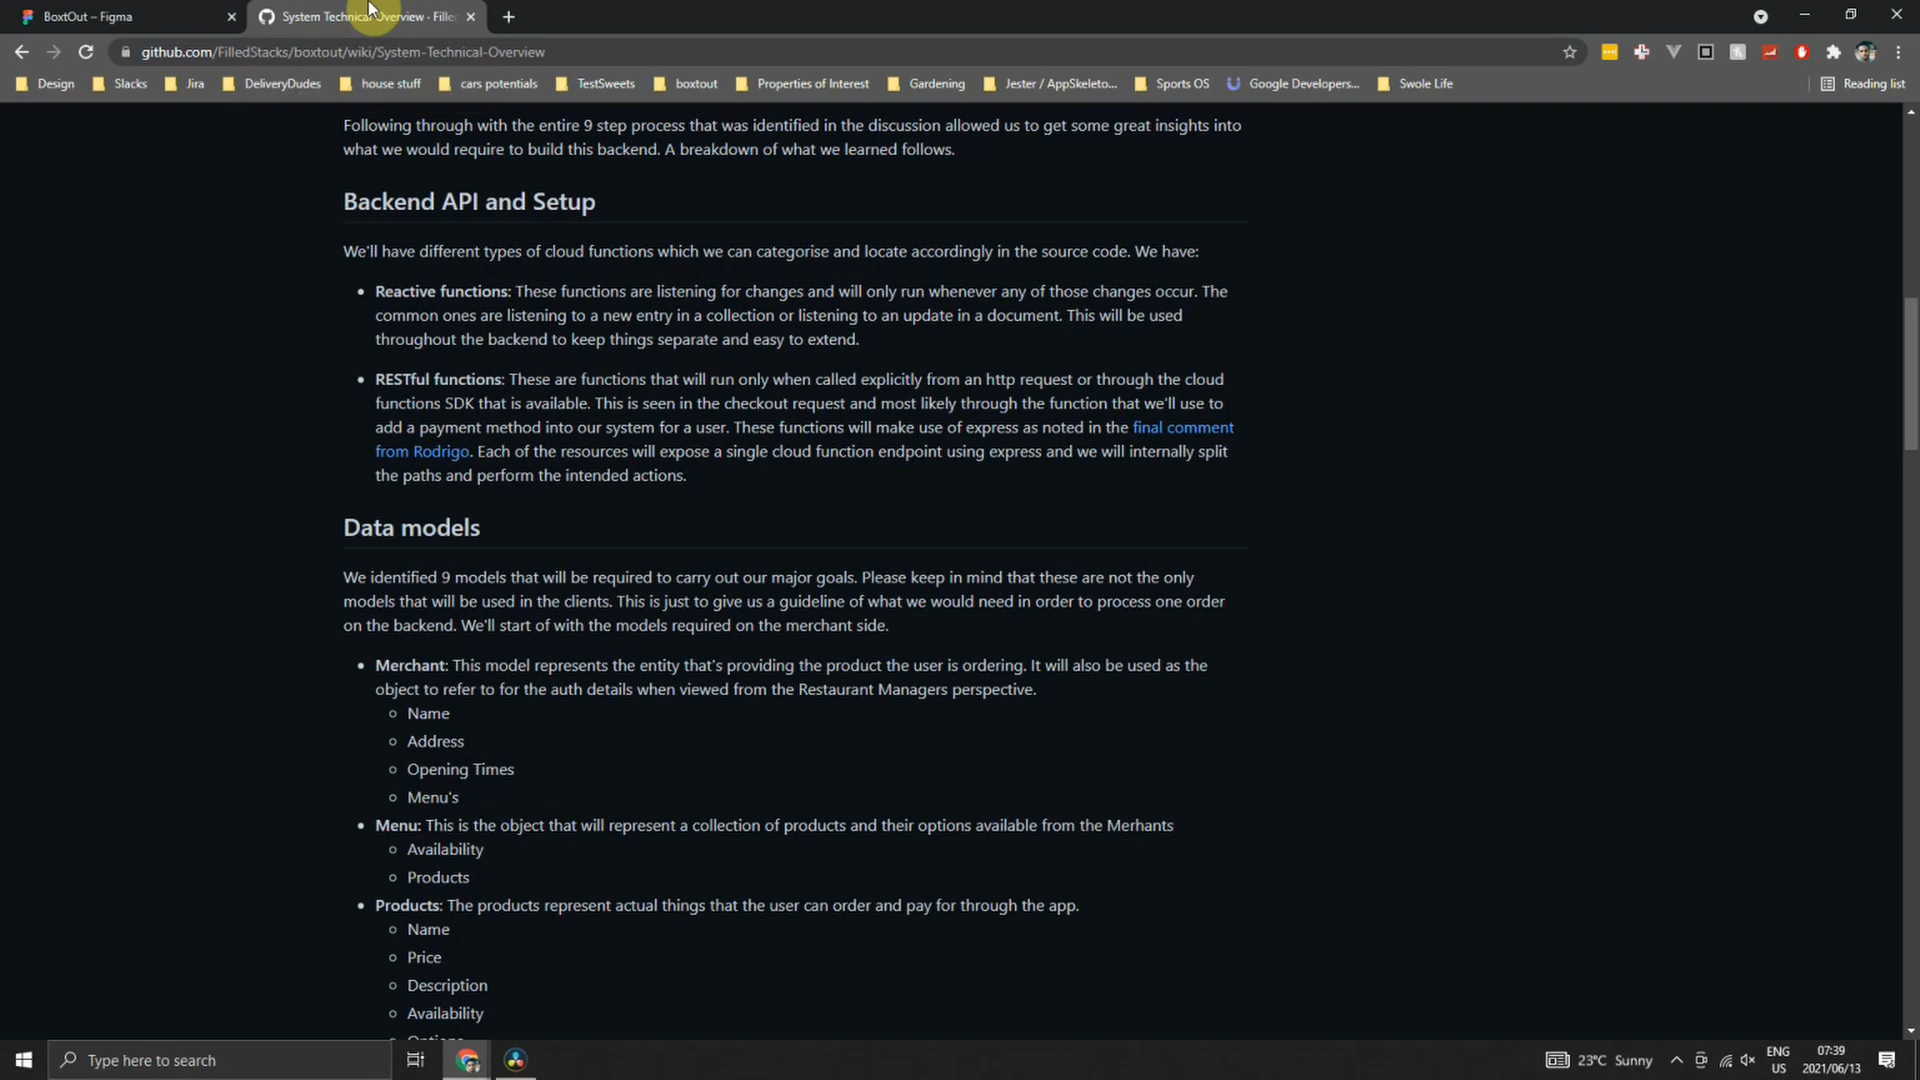 BoxtOut – Figma
System Technical Overview · Fille
github.com/FilledStacks/boxtout/wiki/System-Technical-Overview
Design
Slacks
Jira
DeliveryDudes
house stuff
cars potentials
TestSweets
boxtout
Properties of Interest
Gardening
Jester / AppSkeleto...
Sports OS
Google Developers...
Swole Life
Reading list
Following through with the entire 9 step process that was identified in the discussion allowed us to get some great insights into
what we would require to build this backend. A breakdown of what we learned follows.
Backend API and Setup
We'll have different types of cloud functions which we can categorise and locate accordingly in the source code. We have:
• Reactive functions: These functions are listening for changes and will only run whenever any of those changes occur. The
common ones are listening to a new entry in a collection or listening to an update in a document. This will be used
throughout the backend to keep things separate and easy to extend.
• RESTful functions: These are functions that will run only when called explicitly from an http request or through the cloud
functions SDK that is available. This is seen in the checkout request and most likely through the function that we'll use to
add a payment method into our system for a user. These functions will make use of express as noted in the final comment
from Rodrigo. Each of the resources will expose a single cloud function endpoint using express and we will internally split
the paths and perform the intended actions.
Data models
We identified 9 models that will be required to carry out our major goals. Please keep in mind that these are not the only
models that will be used in the clients. This is just to give us a guideline of what we would need in order to process one order
on the backend. We'll start of with the models required on the merchant side.
• Merchant: This model represents the entity that's providing the product the user is ordering. It will also be used as the
object to refer to for the auth details when viewed from the Restaurant Managers perspective.
Name
Address
Opening Times
Menu's
• Menu: This is the object that will represent a collection of products and their options available from the Merhants
Availability
Products
• Products: The products represent actual things that the user can order and pay for through the app.
Name
Price
Description
Availability
Options
Type here to search
23°C Sunny
ENG
US
07:39
2021/06/13